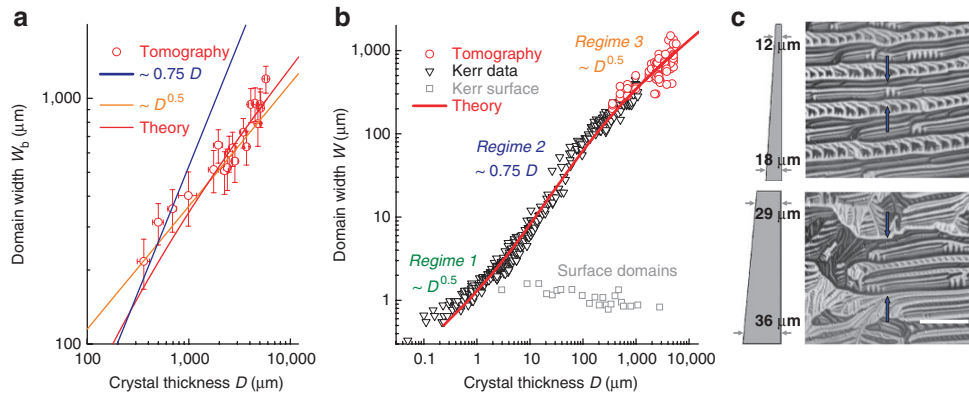 a
Tomography
~ 0.75 D
~ D^0.5
Theory
1,000
100
100
1,000
10,000
Domain width W_b (μm)
Crystal thickness D (μm)
b
Tomography
Kerr data
Kerr surface
Theory
Regime 3
~ D^0.5
Regime 2
~ 0.75 D
Regime 1
~ D^0.5
Surface domains
1,000
100
10
1
0.1
1
10
100
1,000
10,000
Domain width W (μm)
Crystal thickness D (μm)
c
12 μm
18 μm
29 μm
36 μm